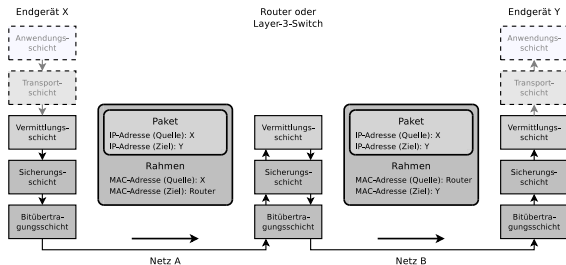 Endgerät X
Router oder
Layer-3-Switch
Endgerät Y
Anwendungs-
schicht
Transport-
schicht
Vermittlungs-
schicht
Sicherungs-
schicht
Bitübertra-
gungsschicht
Paket
IP-Adresse (Quelle): X
IP-Adresse (Ziel): Y
Rahmen
MAC-Adresse (Quelle): X
MAC-Adresse (Ziel): Router
Vermittlungs-
schicht
Sicherungs-
schicht
Bitübertra-
gungsschicht
Paket
IP-Adresse (Quelle): X
IP-Adresse (Ziel): Y
Rahmen
MAC-Adresse (Quelle): Router
MAC-Adresse (Ziel): Y
Anwendungs-
schicht
Transport-
schicht
Vermittlungs-
schicht
Sicherungs-
schicht
Bitübertra-
gungsschicht
Netz A
Netz B